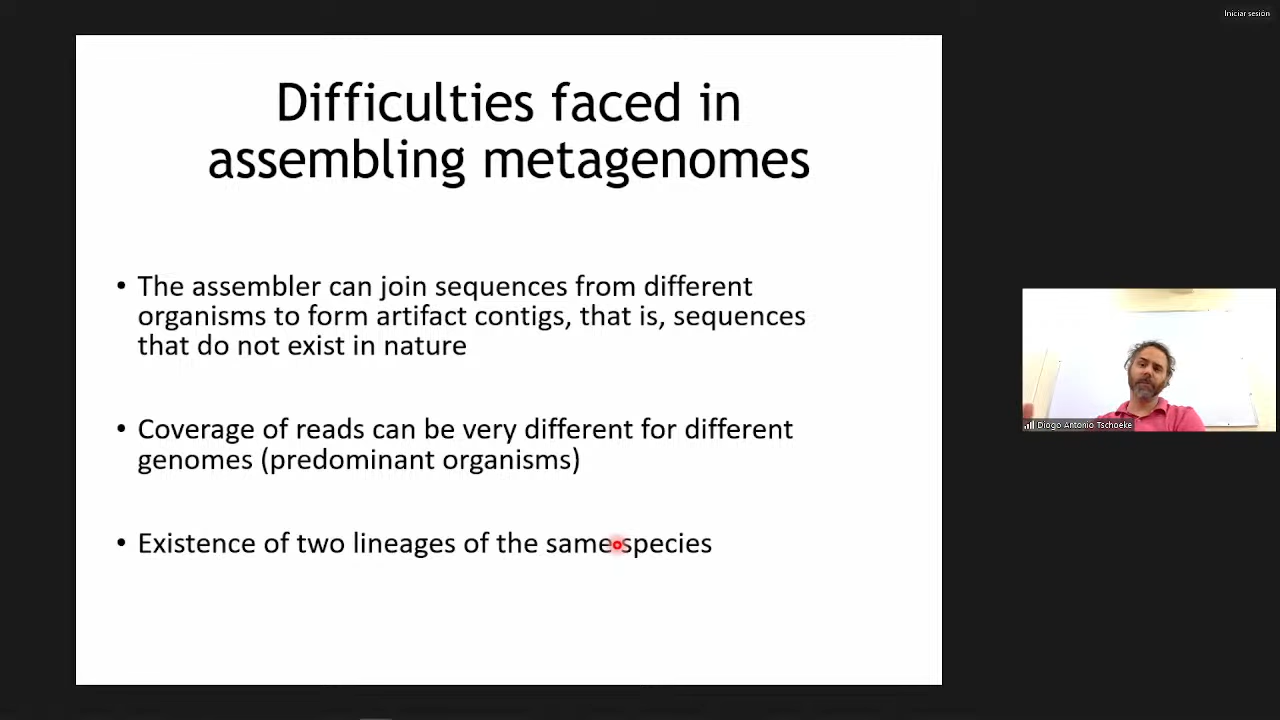 Iniciar sesión
Difficulties faced in
assembling metagenomes
• The assembler can join sequences from different
organisms to form artifact contigs, that is, sequences
that do not exist in nature
• Coverage of reads can be very different for different
genomes (predominant organisms)
• Existence of two lineages of the same species
Diogo Antonio Tschoeke